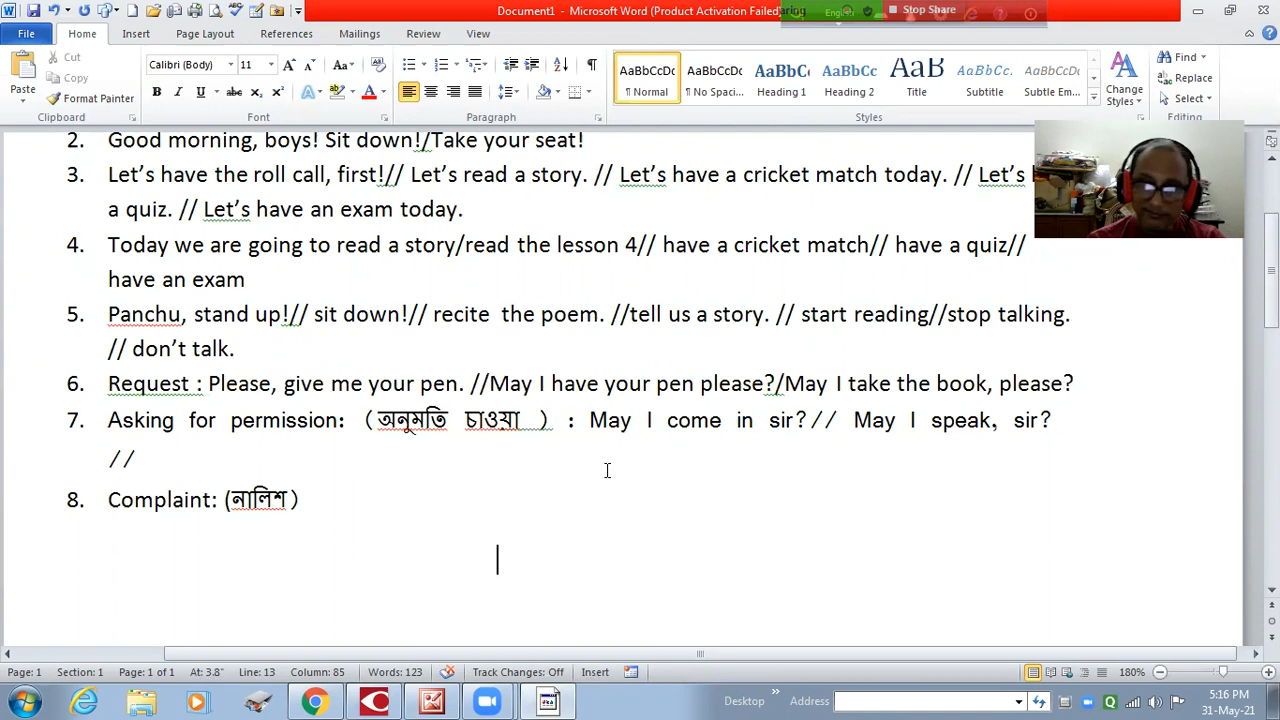 Document1 - Microsoft Word (Product Activation Failed)
English
Stop Share
File Home Insert Page Layout References Mailings Review View
Cut
Copy
Format Painter
Paste
Clipboard
Calibri (Body) 11
Font
Paragraph
AaBbCcDc AaBbCcDc AaBbCc AaBbCc AaB AaBbCcD AaBbCcDc
¶ Normal ¶ No Spaci... Heading 1 Heading 2 Title Subtitle Subtle Em...
Styles
Change Styles
Find
Replace
Select
Editing
2. Good morning, boys! Sit down!/Take your seat!
3. Let's have the roll call, first!// Let's read a story. // Let's have a cricket match today. // Let's
a quiz. // Let's have an exam today.
4. Today we are going to read a story/read the lesson 4// have a cricket match// have a quiz//
have an exam
5. Panchu, stand up!// sit down!// recite the poem. //tell us a story. // start reading//stop talking.
// don't talk.
6. Request : Please, give me your pen. //May I have your pen please?/May I take the book, please?
7. Asking for permission: (অনুমতি চাওয়া ) : May I come in sir?// May I speak, sir?
//
8. Complaint: (নালিশ)
Page: 1 Section: 1 Page: 1 of 1 At: 3.8" Line: 13 Column: 85 Words: 123 Track Changes: Off Insert 180%
Desktop » Address
5:16 PM
31-May-21